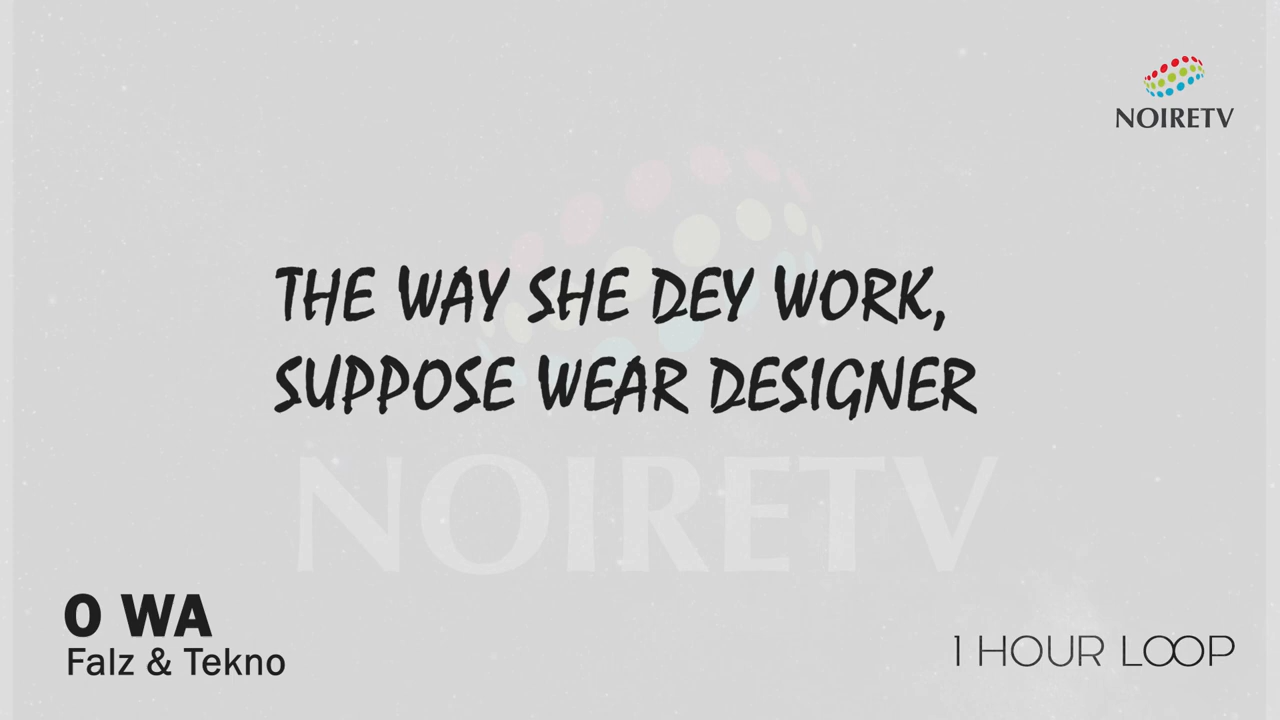 NOIRETV
THE WAY SHE DEY WORK,
SUPPOSE WEAR DESIGNER
NOIRETV
O WA
Falz & Tekno
1 HOUR LOOP